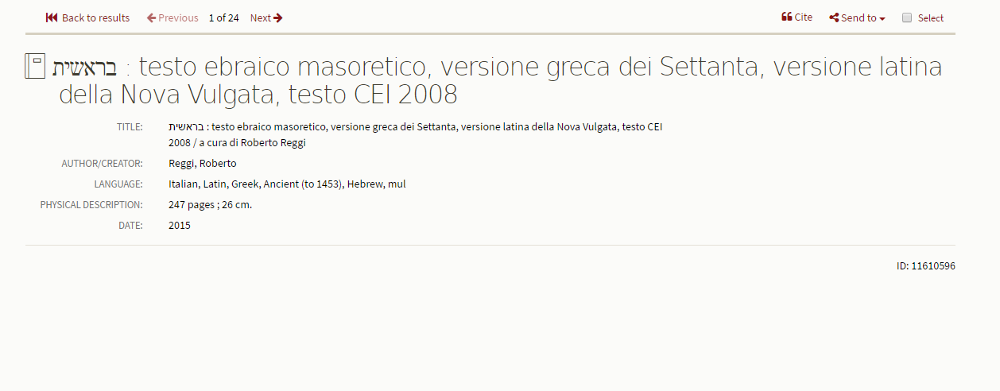 Back to results Previous 1 of 24 Next Cite Send to Select
בראשית : testo ebraico masoretico, versione greca dei Settanta, versione latina
della Nova Vulgata, testo CEI 2008
TITLE: בראשית : testo ebraico masoretico, versione greca dei Settanta, versione latina della Nova Vulgata, testo CEI
2008 / a cura di Roberto Reggi
AUTHOR/CREATOR: Reggi, Roberto
LANGUAGE: Italian, Latin, Greek, Ancient (to 1453), Hebrew, mul
PHYSICAL DESCRIPTION: 247 pages ; 26 cm.
DATE: 2015
ID: 11610596